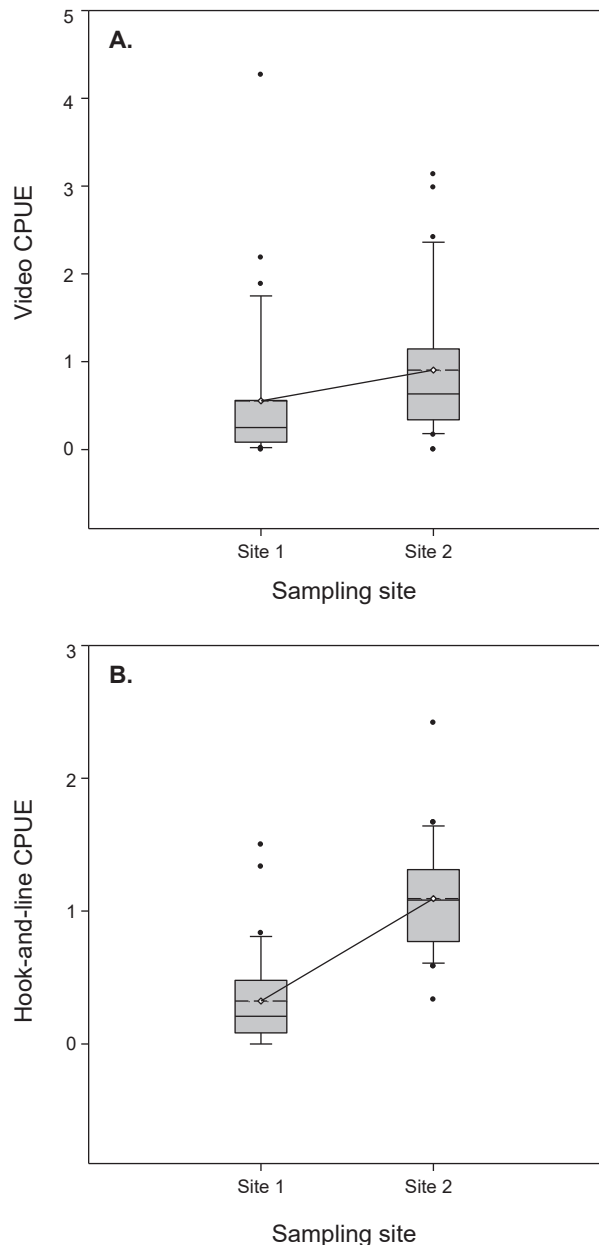 A.
5
4
3
2
1
0
Video CPUE
Site 1 Site 2
Sampling site
B.
3
2
1
0
Hook-and-line CPUE
Site 1 Site 2
Sampling site